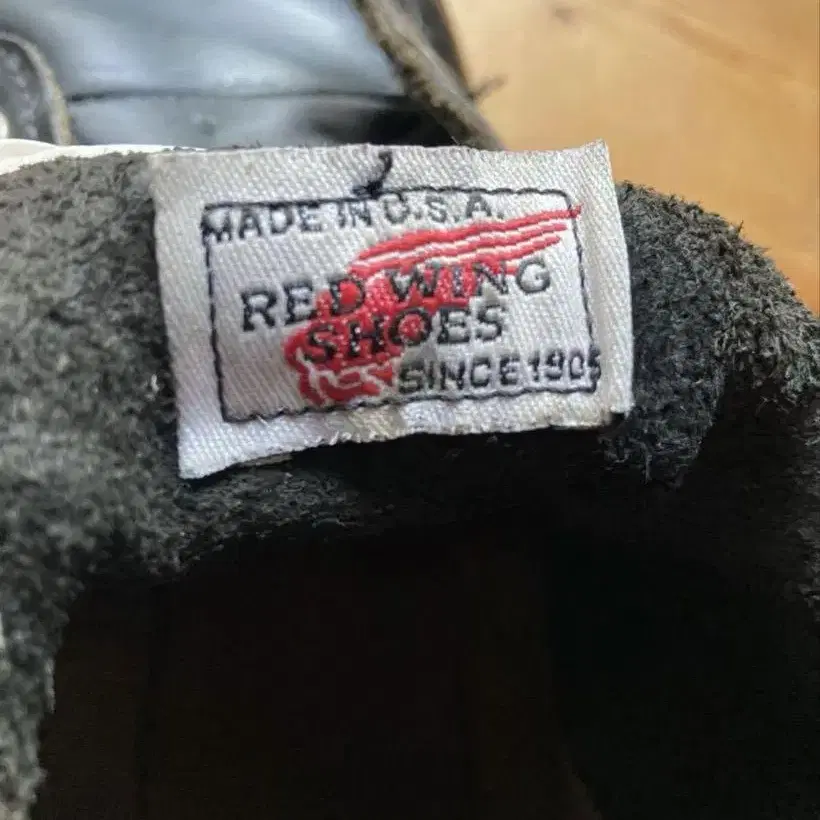 MADE IN U.S.A.
RED WING
SHOES
SINCE 1905